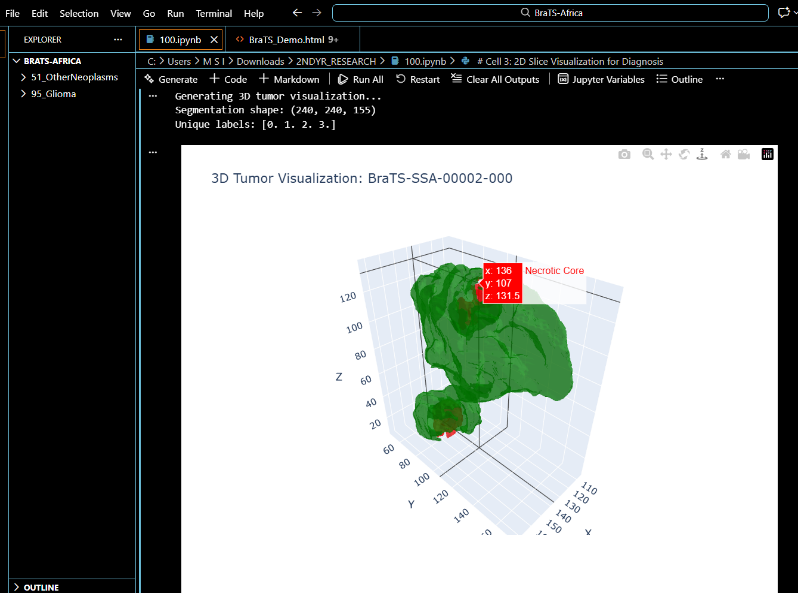 File Edit Selection View Go Run Terminal Help
BraTS-Africa
EXPLORER
BRATS-AFRICA
51_OtherNeoplasms
95_Glioma
OUTLINE
100.ipynb
BraTS_Demo.html 9+
C: > Users > M S I > Downloads > 2NDYR_RESEARCH > 100.ipynb > # Cell 3: 2D Slice Visualization for Diagnosis
Generate + Code + Markdown Run All Restart Clear All Outputs Jupyter Variables Outline ...
Generating 3D tumor visualization...
Segmentation shape: (240, 240, 155)
Unique labels: [0. 1. 2. 3.]
3D Tumor Visualization: BraTS-SSA-00002-000
x: 136
y: 107
z: 131.5
Necrotic Core
120
100
80
60
40
20
Z
60
80
100
120
140
Y
110
120
130
140
150